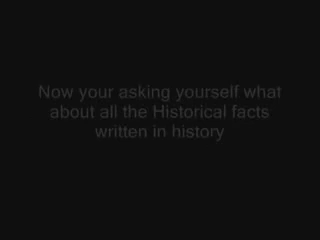 Now your asking yourself what
about all the Historical facts
written in history